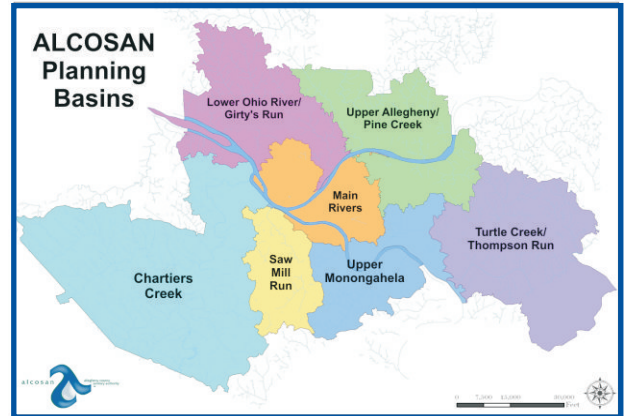 ALCOSAN
Planning
Basins
Lower Ohio River/
Girty's Run
Upper Allegheny/
Pine Creek
Main
Rivers
Turtle Creek/
Thompson Run
Chartiers
Creek
Saw
Mill
Run
Upper
Monongahela
alcosan
0
Feet